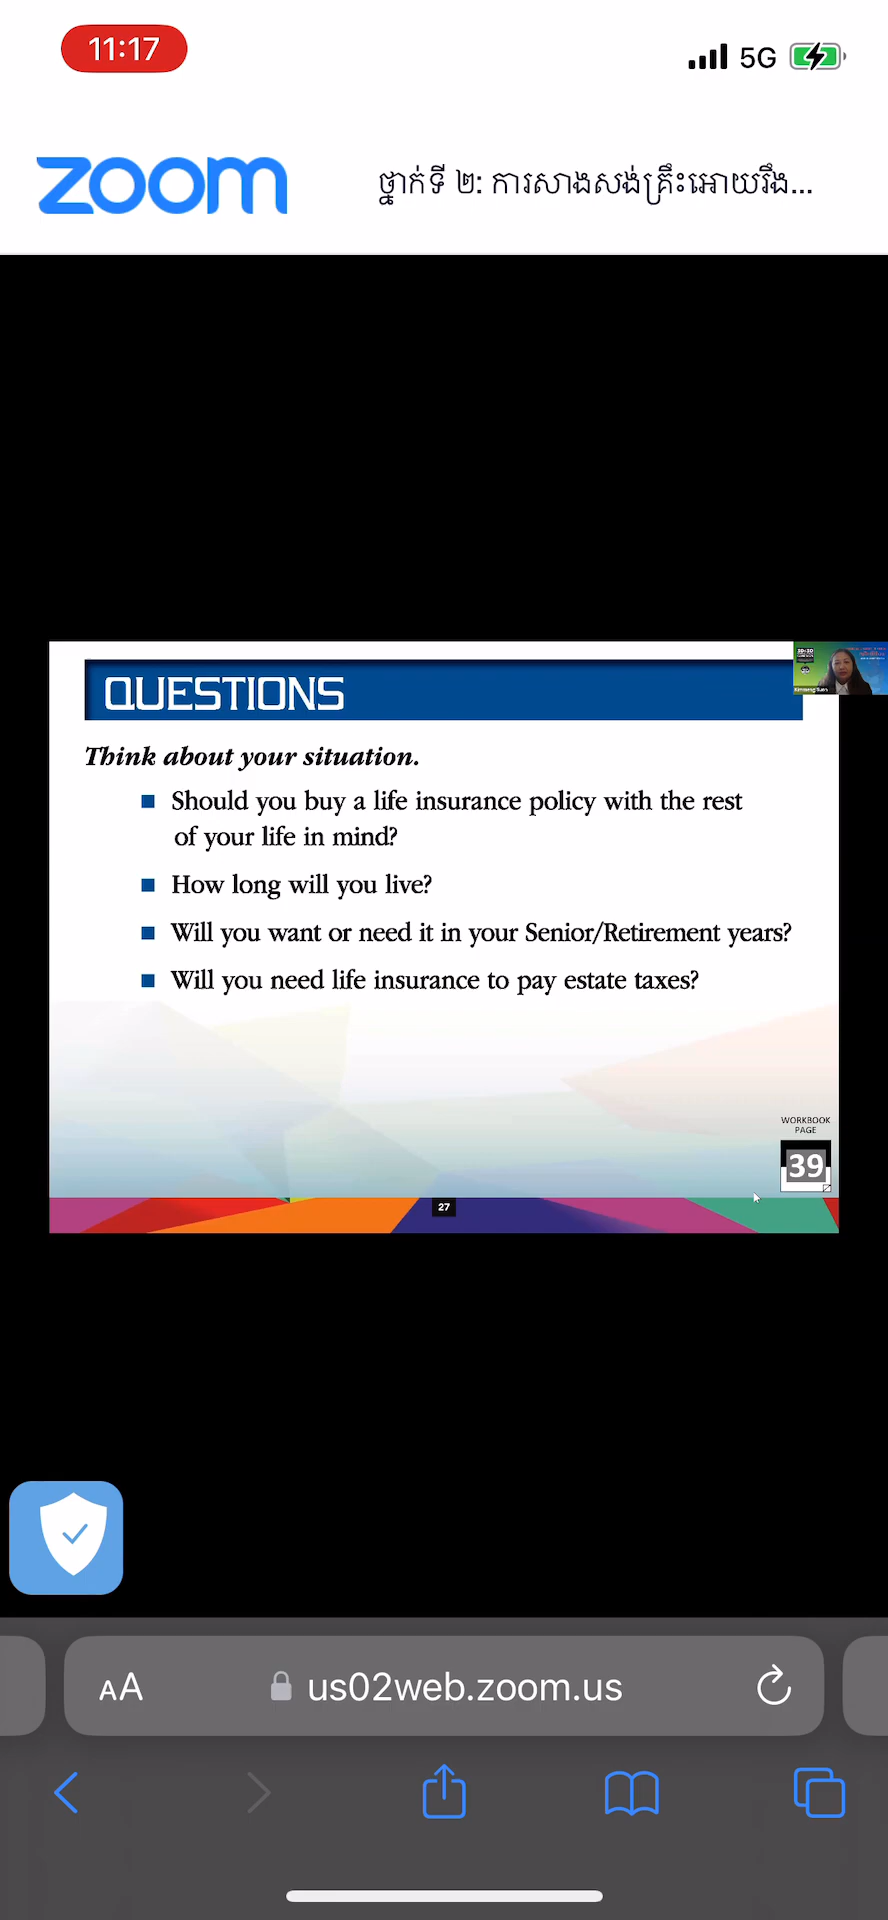 11:17
5G
zoom
ថ្នាក់ទី ២: ការសាងសង់គ្រឹះអោយរឹង...
QUESTIONS
Think about your situation.
Should you buy a life insurance policy with the rest
of your life in mind?
How long will you live?
Will you want or need it in your Senior/Retirement years?
Will you need life insurance to pay estate taxes?
WORKBOOK
PAGE
39
27
AA
us02web.zoom.us